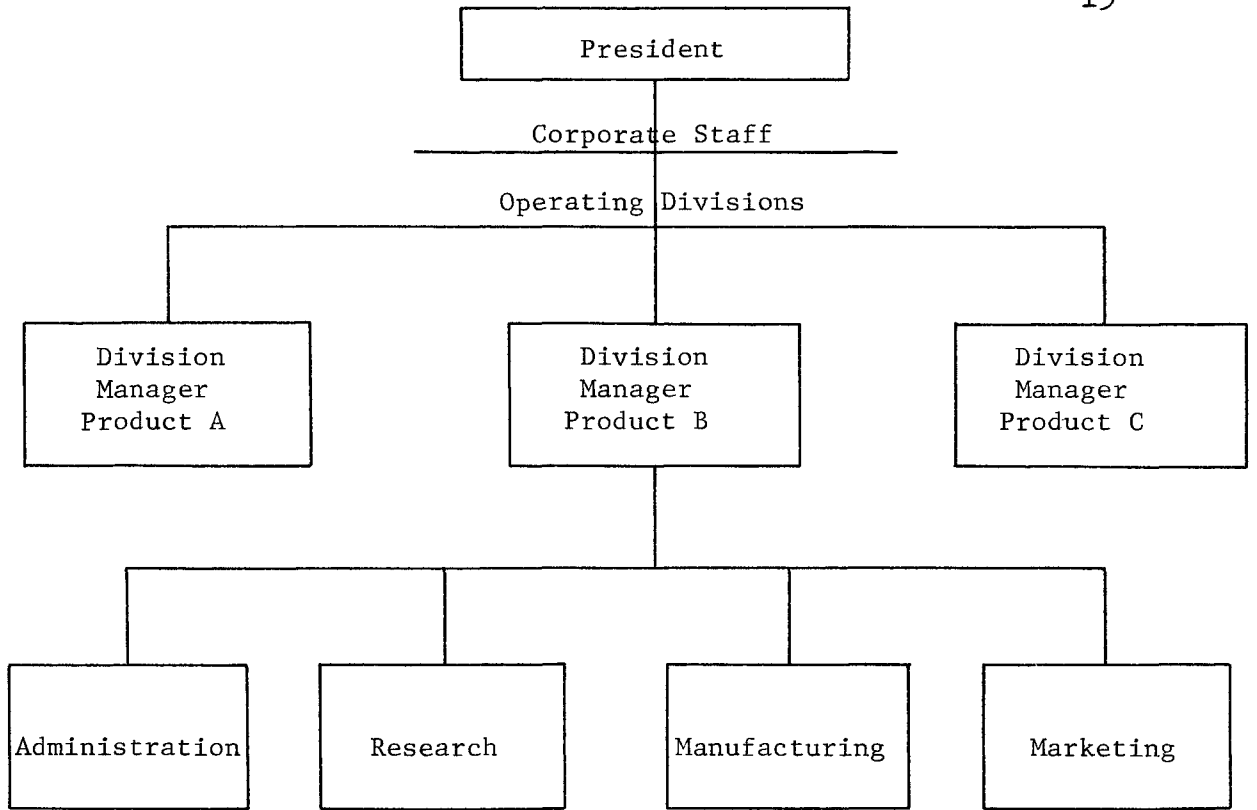 President
Corporate Staff
Operating Divisions
Division
Manager
Product A
Division
Manager
Product B
Division
Manager
Product C
Administration
Research
Manufacturing
Marketing